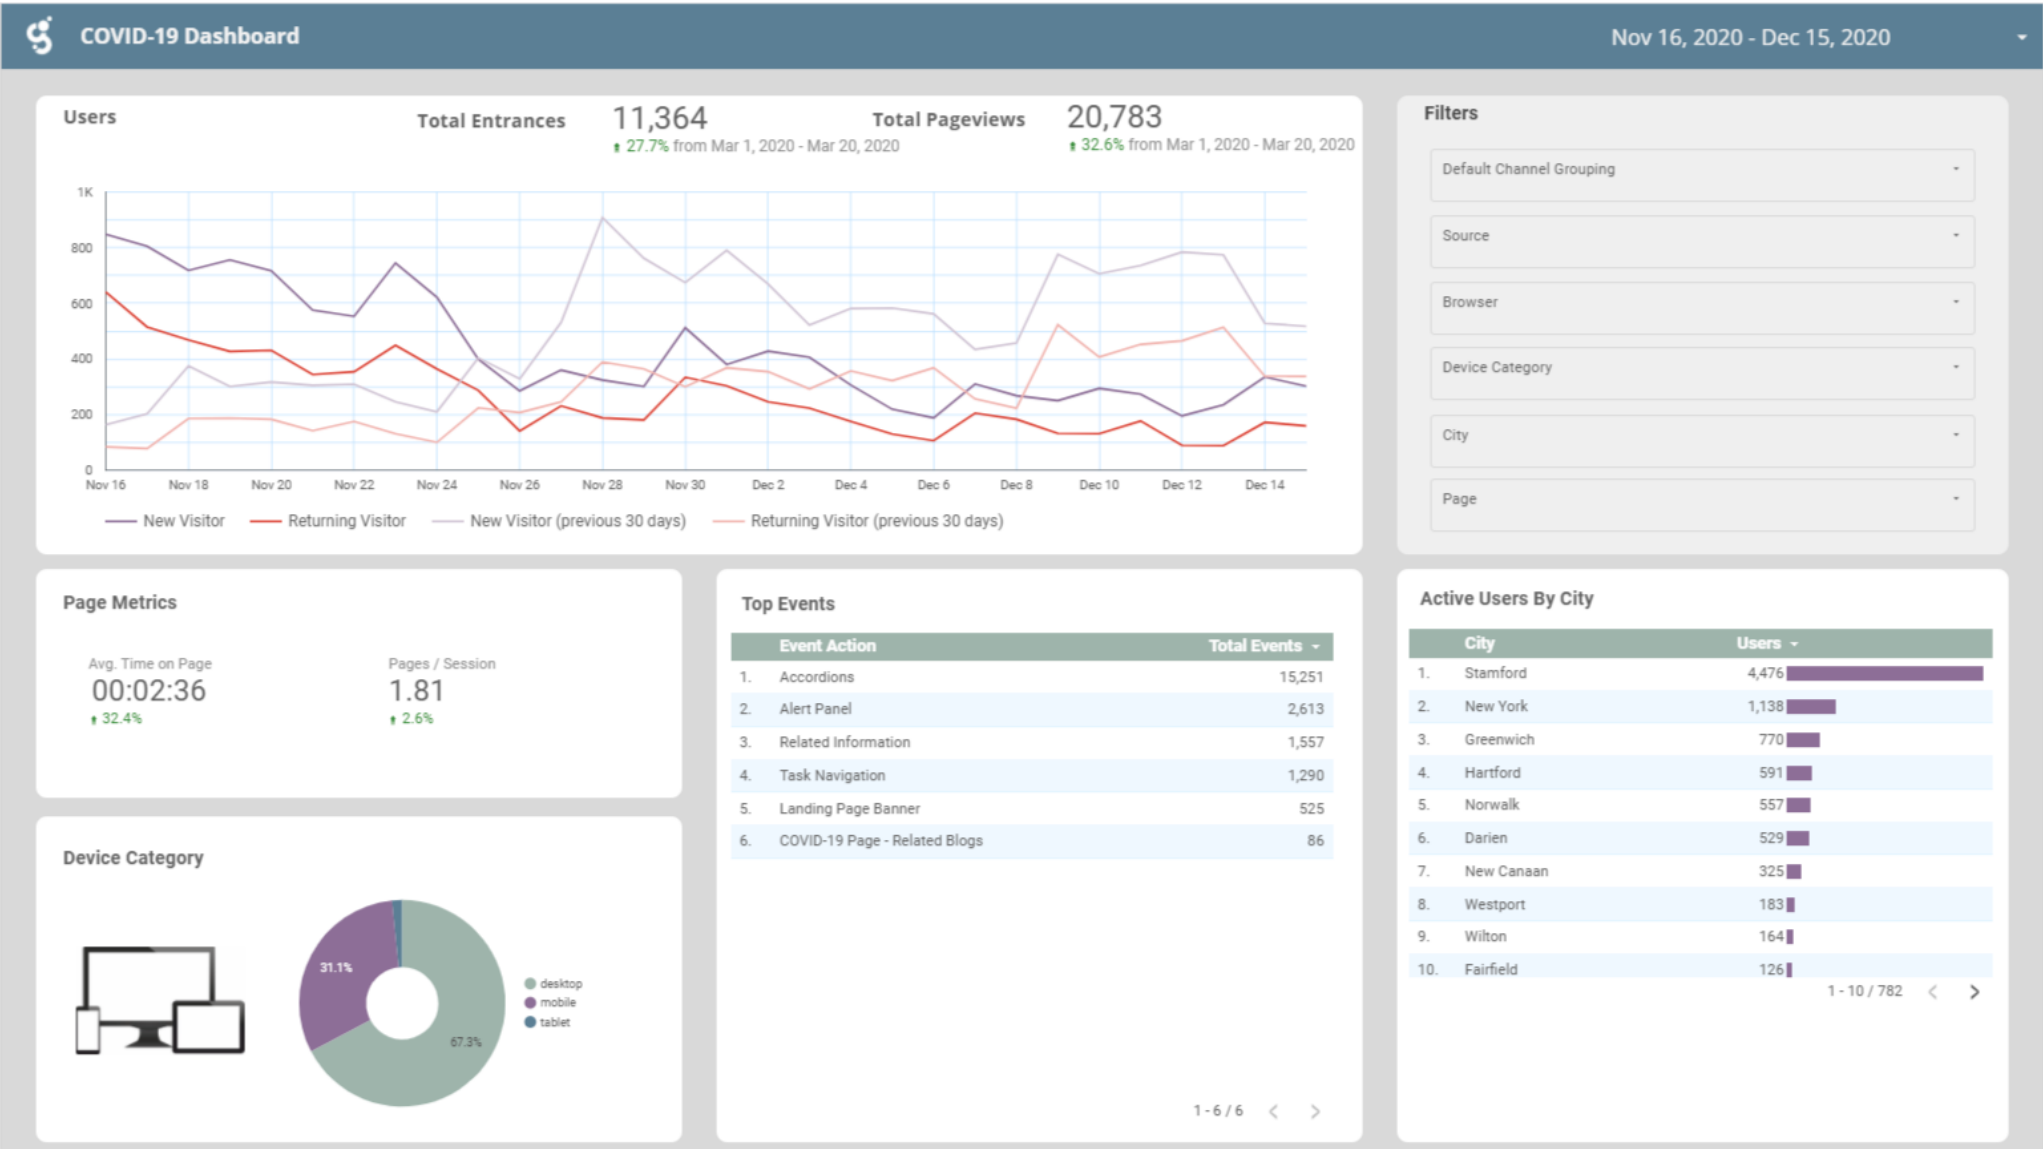 COVID-19 Dashboard
Nov 16, 2020 - Dec 15, 2020
Users
Total Entrances
11,364
27.7% from Mar 1, 2020 - Mar 20, 2020
Total Pageviews
20,783
32.6% from Mar 1, 2020 - Mar 20, 2020
1K
800
600
400
200
0
Nov 16 Nov 18 Nov 20 Nov 22 Nov 24 Nov 26 Nov 28 Nov 30 Dec 2 Dec 4 Dec 6 Dec 8 Dec 10 Dec 12 Dec 14
New Visitor Returning Visitor New Visitor (previous 30 days) Returning Visitor (previous 30 days)
Filters
Default Channel Grouping
Source
Browser
Device Category
City
Page
Page Metrics
Avg. Time on Page
00:02:36
32.4%
Pages / Session
1.81
2.6%
Device Category
31.1%
67.3%
desktop
mobile
tablet
Top Events
Event Action Total Events
1. Accordions 15,251
2. Alert Panel 2,613
3. Related Information 1,557
4. Task Navigation 1,290
5. Landing Page Banner 525
6. COVID-19 Page - Related Blogs 86
1 - 6 / 6
Active Users By City
City Users
1. Stamford 4,476
2. New York 1,138
3. Greenwich 770
4. Hartford 591
5. Norwalk 557
6. Darien 529
7. New Canaan 325
8. Westport 183
9. Wilton 164
10. Fairfield 126
1 - 10 / 782